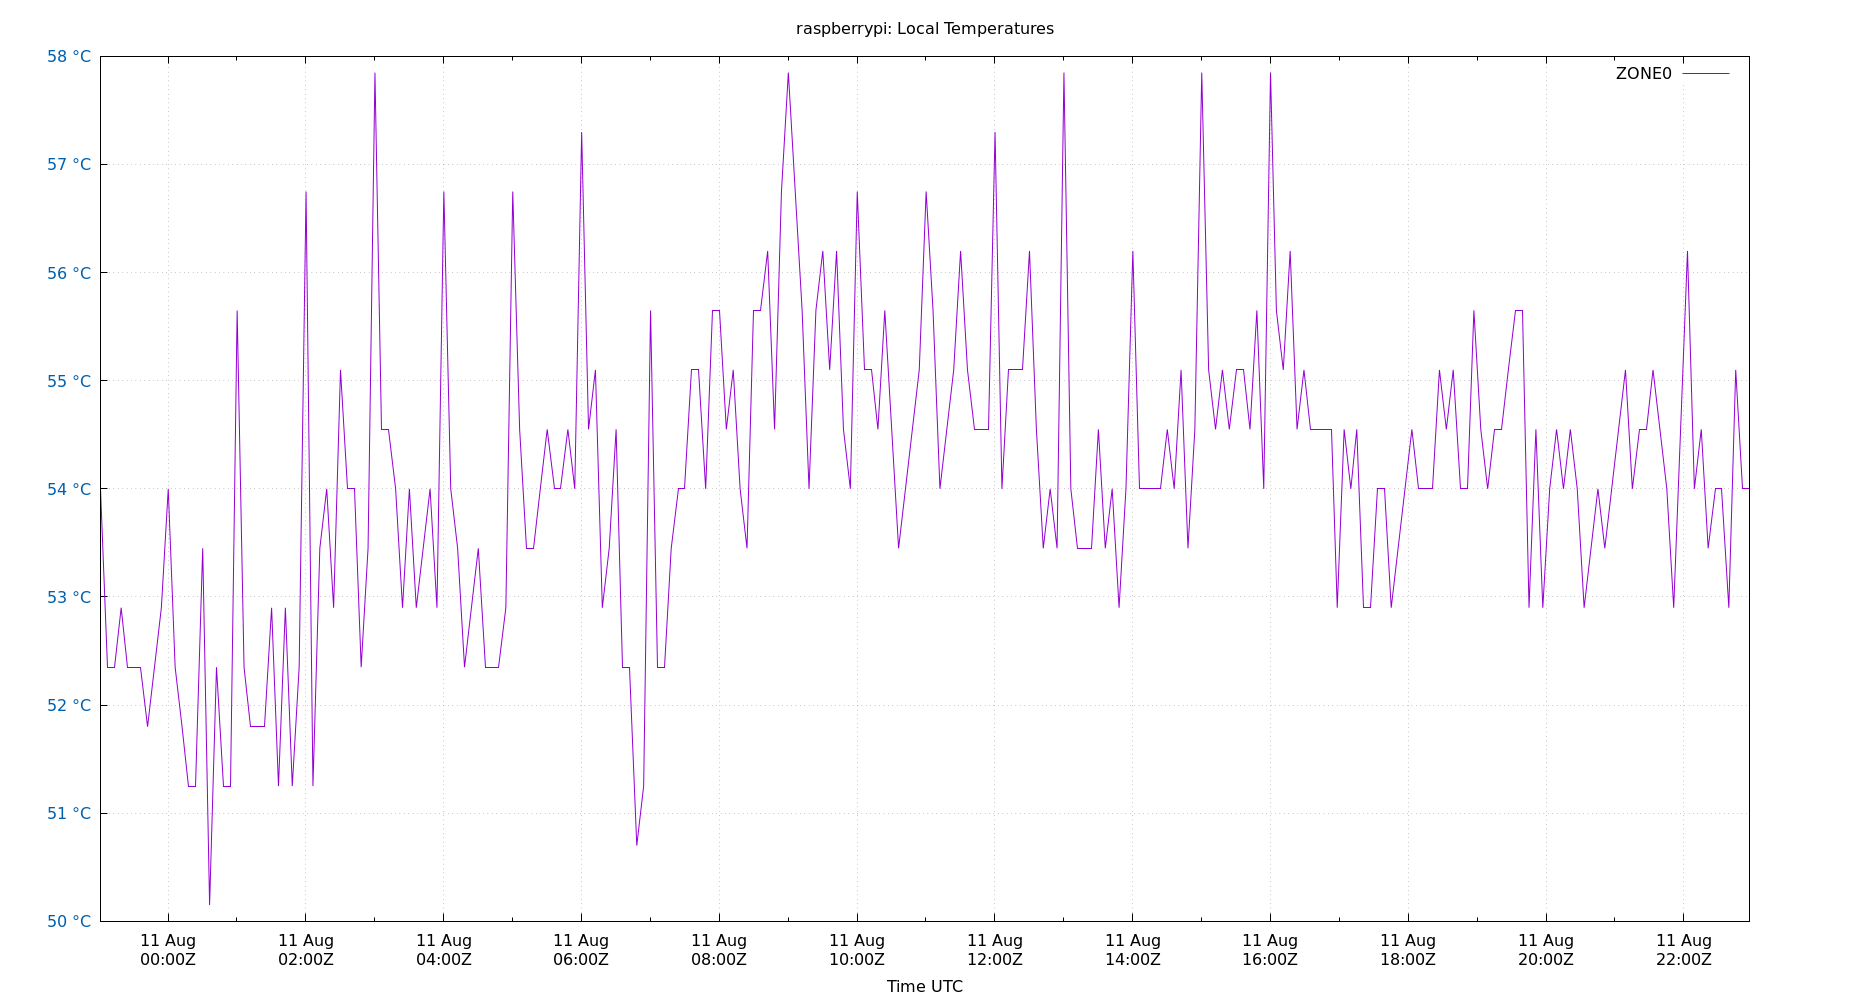 raspberrypi: Local Temperatures
58 °C
ZONE0
57 °C
56 °C
55 °C
54 °C
53 °C
52 °C
51 °C
50 °C
11 Aug 11 Aug 11 Aug 11 Aug 11 Aug 11 Aug 11 Aug 11 Aug 11 Aug 11 Aug 11 Aug 11 Aug
00:00Z 02:00Z 04:00Z 06:00Z 08:00Z 10:00Z 12:00Z 14:00Z 16:00Z 18:00Z 20:00Z 22:00Z
Time UTC